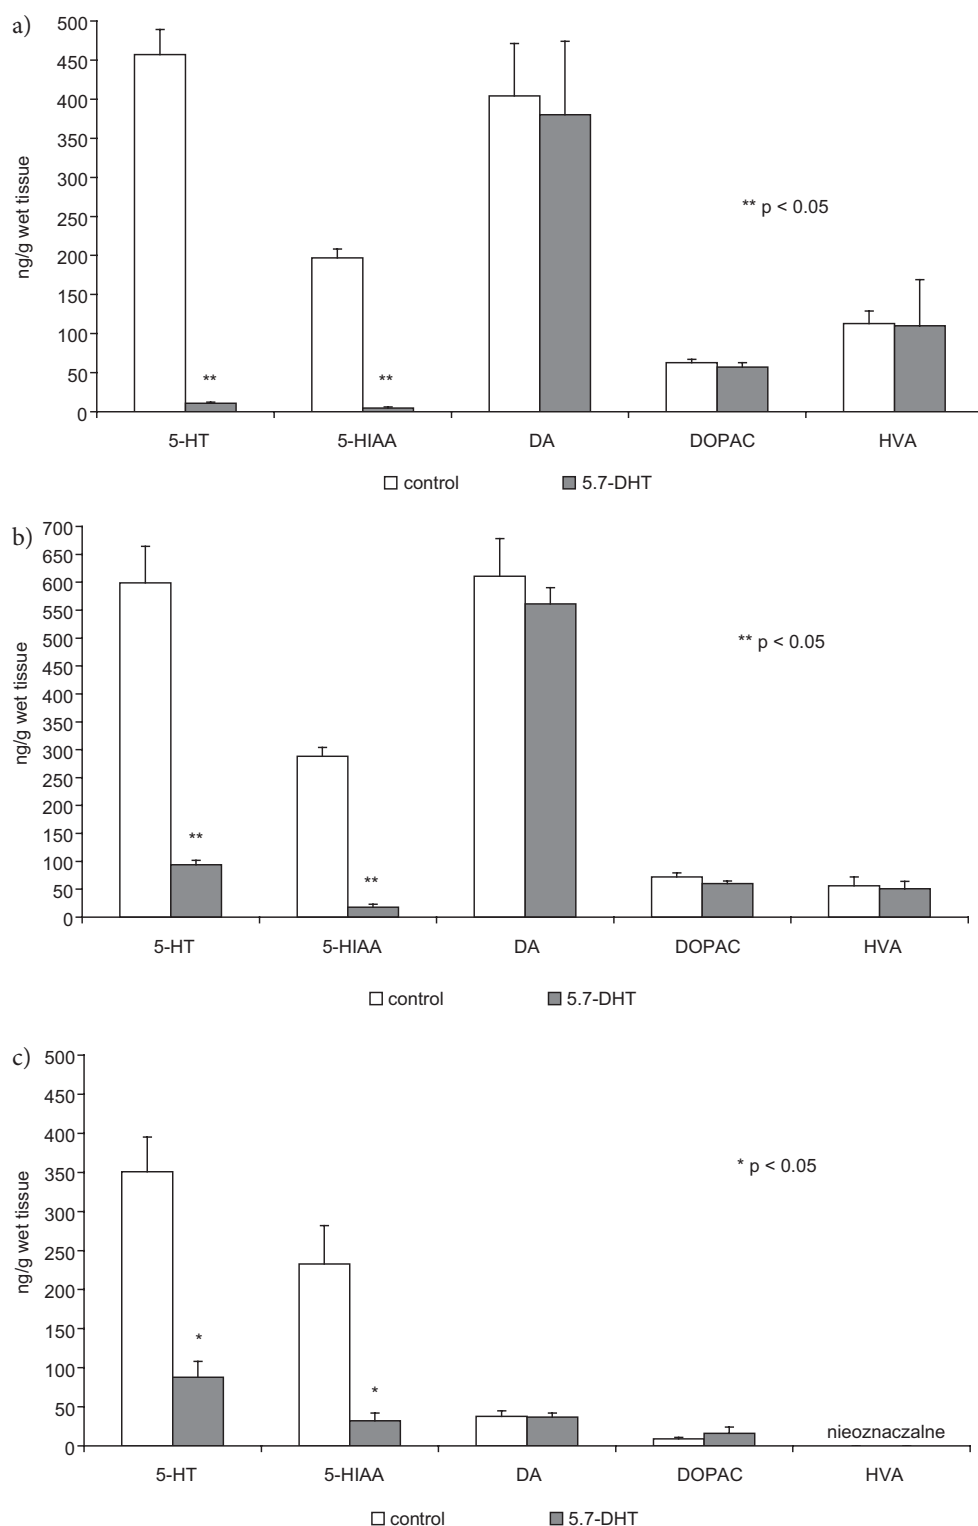 a)
500
450
400
350
300
250
200
150
100
50
0
ng/g wet tissue
** p < 0.05
**
**
5-HT 5-HIAA DA DOPAC HVA
control 5.7-DHT
b)
700
650
600
550
500
450
400
350
300
250
200
150
100
50
0
ng/g wet tissue
** p < 0.05
**
**
5-HT 5-HIAA DA DOPAC HVA
control 5.7-DHT
c)
500
450
400
350
300
250
200
150
100
50
0
ng/g wet tissue
* p < 0.05
*
*
nieoznaczalne
5-HT 5-HIAA DA DOPAC HVA
control 5.7-DHT